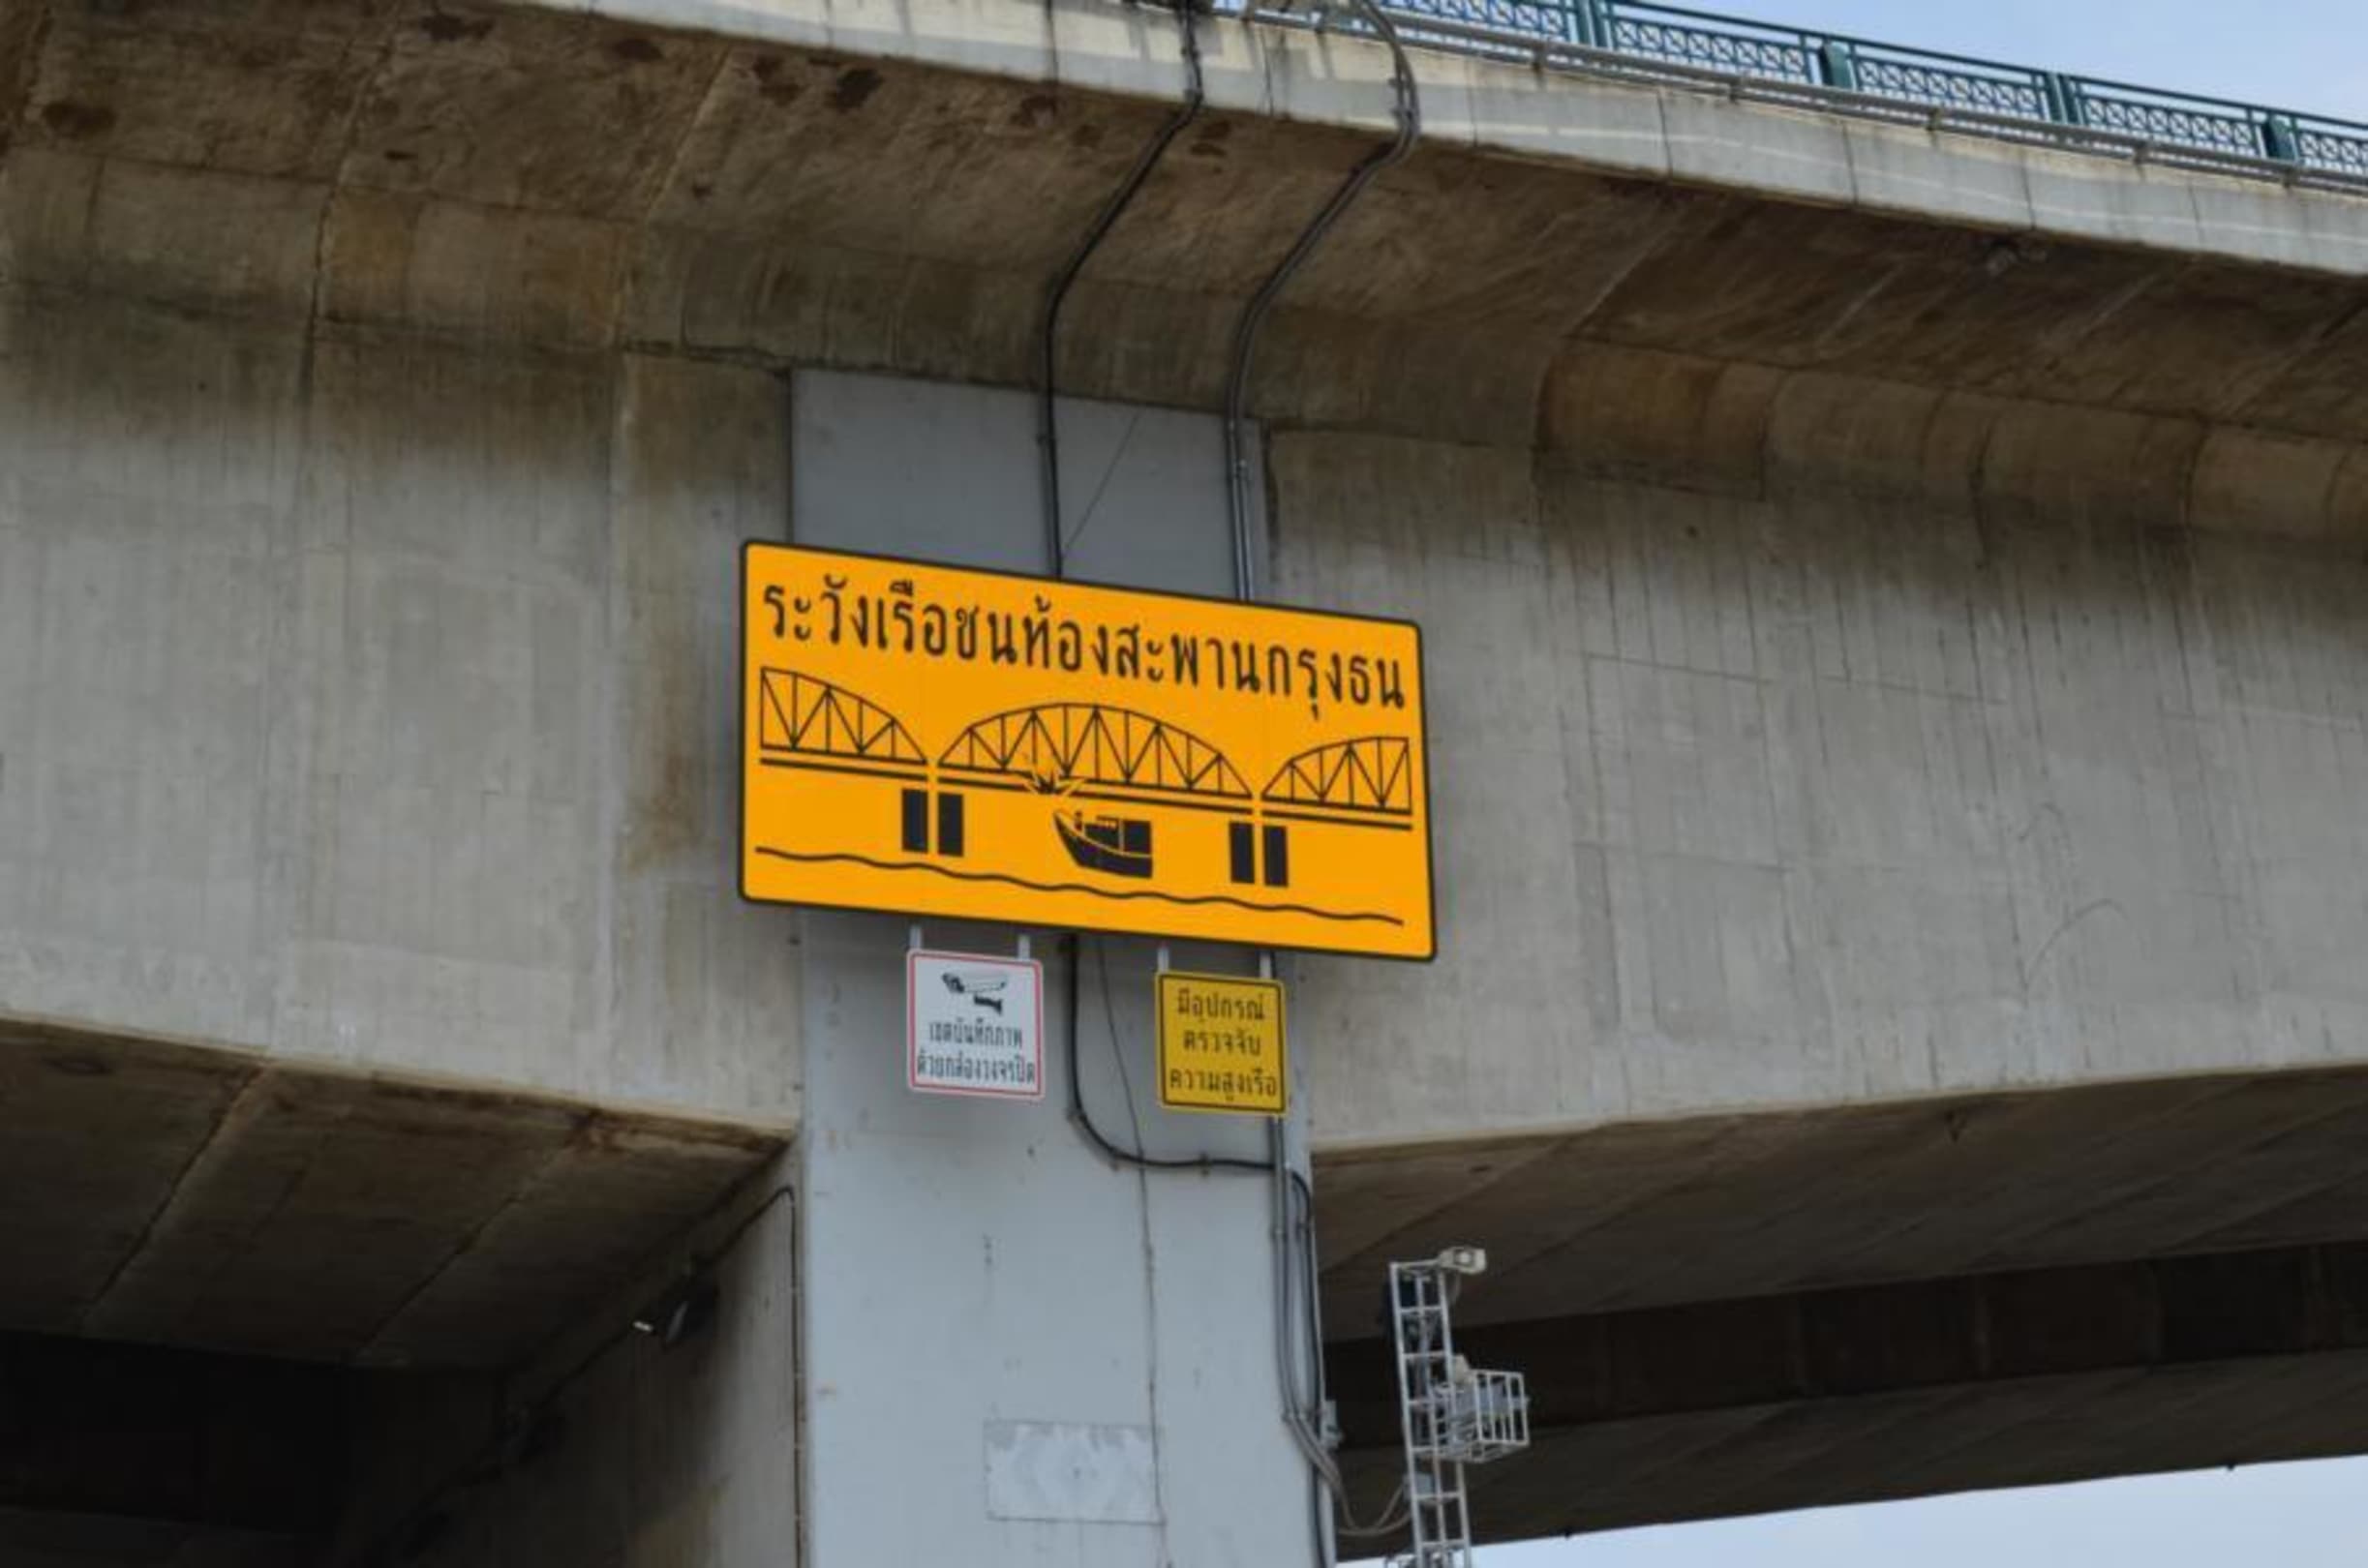 ระวังเรือชนท้องสะพานกรุงธน
เขตบันทึกภาพ
ด้วยกล้องวงจรปิด
มีอุปกรณ์
ตรวจจับ
ความสูงเรือ